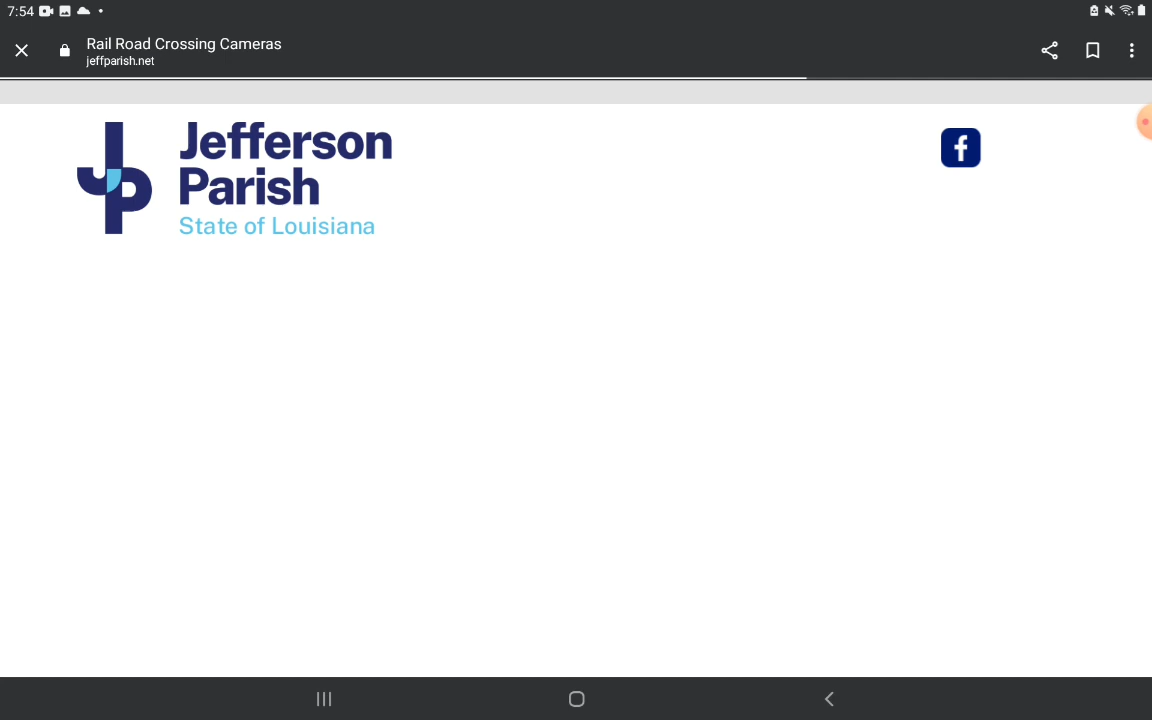 7:54
Rail Road Crossing Cameras
jeffparish.net
Jefferson
Parish
State of Louisiana